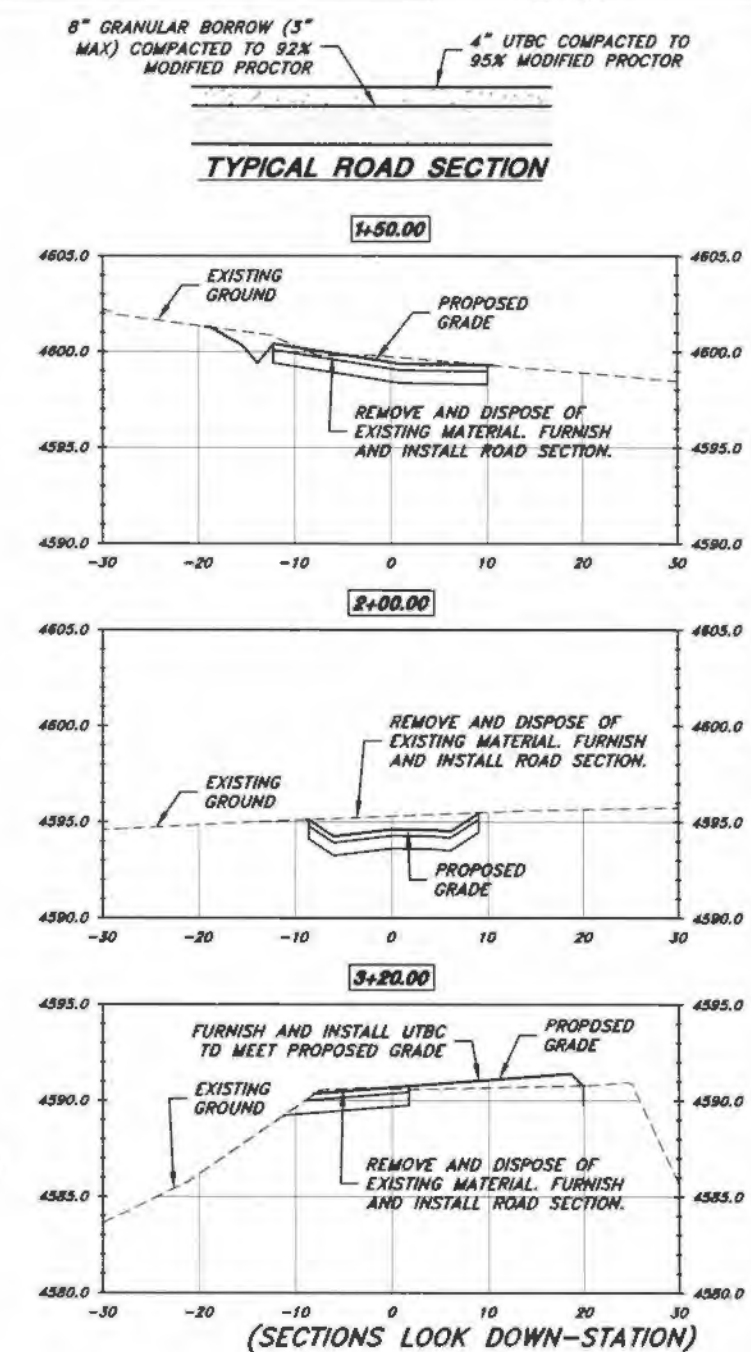 8" GRANULAR BORROW (3"
MAX) COMPACTED TO 92%
MODIFIED PROCTOR
4" UTBC COMPACTED TO
95% MODIFIED PROCTOR
TYPICAL ROAD SECTION
1+50.00
4605.0
4600.0
4595.0
4590.0
EXISTING
GROUND
PROPOSED
GRADE
REMOVE AND DISPOSE OF
EXISTING MATERIAL. FURNISH
AND INSTALL ROAD SECTION.
4605.0
4600.0
4595.0
4590.0
-30 -20 -10 0 10 20 30
2+00.00
4605.0
4600.0
4595.0
4590.0
REMOVE AND DISPOSE OF
EXISTING MATERIAL. FURNISH
AND INSTALL ROAD SECTION.
EXISTING
GROUND
PROPOSED
GRADE
4605.0
4600.0
4595.0
4590.0
-30 -20 -10 0 10 20 30
3+20.00
4595.0
4590.0
4585.0
4580.0
FURNISH AND INSTALL UTBC
TO MEET PROPOSED GRADE
PROPOSED
GRADE
EXISTING
GROUND
REMOVE AND DISPOSE OF
EXISTING MATERIAL. FURNISH
AND INSTALL ROAD SECTION.
4595.0
4590.0
4585.0
4580.0
-30 -20 -10 0 10 20 30
(SECTIONS LOOK DOWN-STATION)